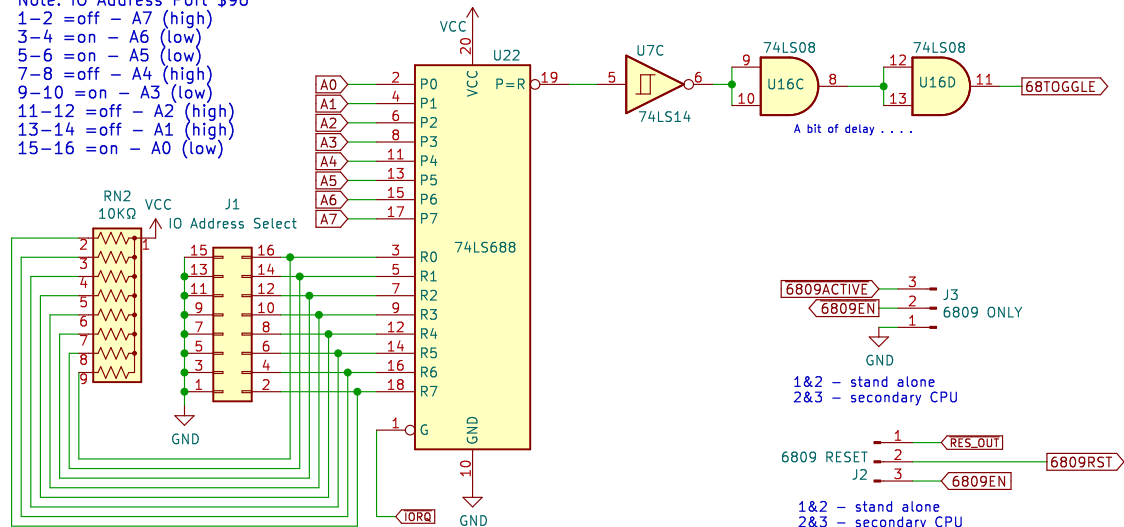 Note: IO Address Port $90
1-2 =off - A7 (high)
3-4 =on - A6 (low)
5-6 =on - A5 (low)
7-8 =off - A4 (high)
9-10 =on - A3 (low)
11-12 =off - A2 (high)
13-14 =off - A1 (high)
15-16 =on - A0 (low)
VCC
20
U22
VCC
A0 2 P0 P=R 19
A1 4 P1
A2 6 P2
A3 8 P3
A4 11 P4
A5 13 P5
A6 15 P6
A7 17 P7
74LS688
3 R0
5 R1
7 R2
9 R3
12 R4
14 R5
16 R6
18 R7
1 G
GND
10
GND
IORQ
RN2
10KΩ
VCC
1
2
3
4
5
6
7
8
9
J1
IO Address Select
15 16
13 14
11 12
9 10
7 8
5 6
3 4
1 2
GND
U7C
5 6
74LS14
74LS08
9
10
U16C
8
74LS08
12
13
U16D
11
68TOGGLE
A bit of delay . . . .
6809ACTIVE 3
6809EN 2
1
J3
6809 ONLY
GND
1&2 - stand alone
2&3 - secondary CPU
1 RES_OUT
6809 RESET 2 6809RST
J2 3 6809EN
1&2 - stand alone
2&3 - secondary CPU